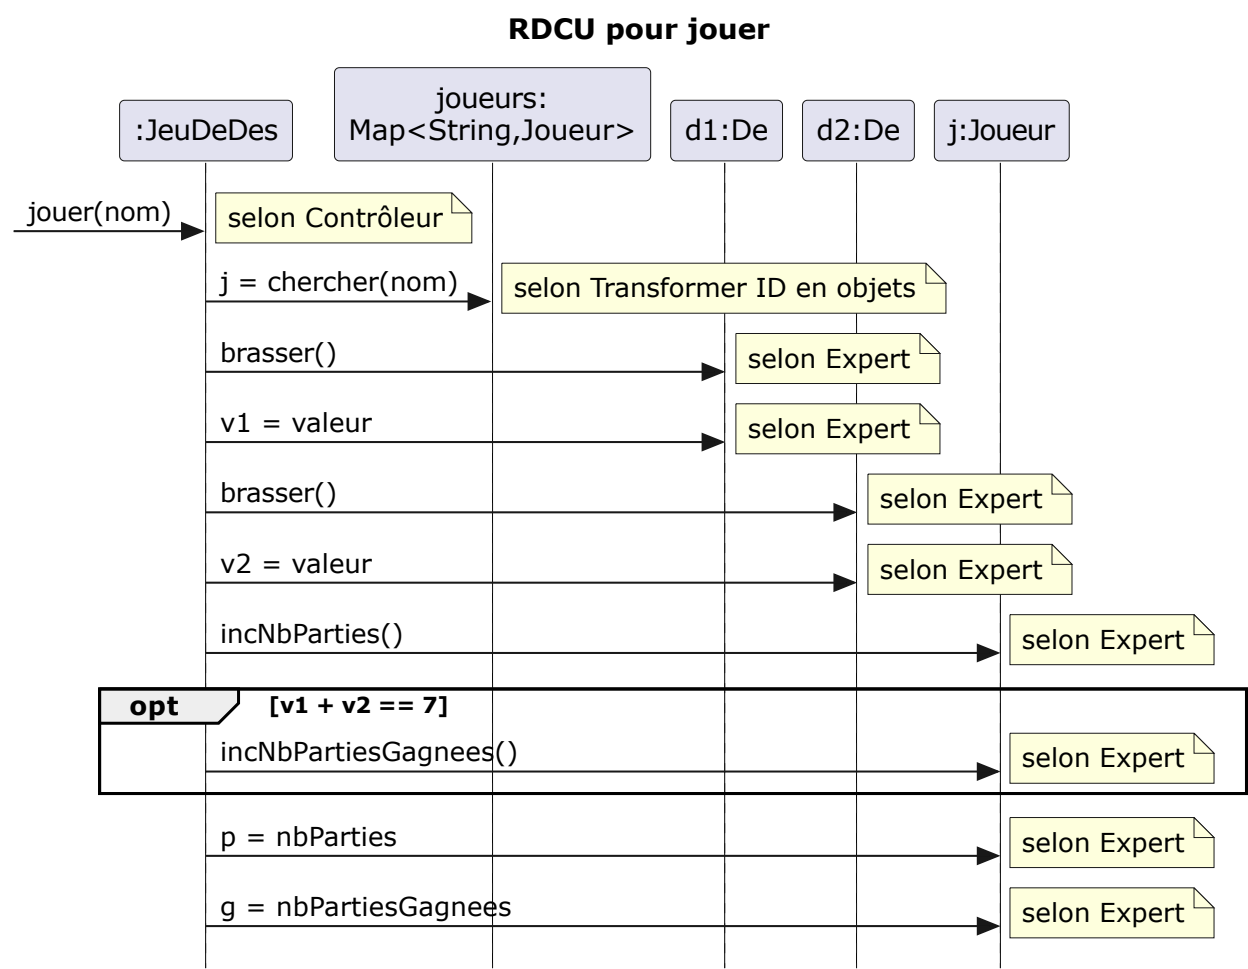 RDCU pour jouer
:JeuDeDes
joueurs:
Map<String,Joueur>
d1:De
d2:De
j:Joueur
jouer(nom)
selon Contrôleur
j = chercher(nom)
selon Transformer ID en objets
brasser()
selon Expert
v1 = valeur
selon Expert
brasser()
selon Expert
v2 = valeur
selon Expert
incNbParties()
selon Expert
opt
[v1 + v2 == 7]
incNbPartiesGagnees()
selon Expert
p = nbParties
selon Expert
g = nbPartiesGagnees
selon Expert